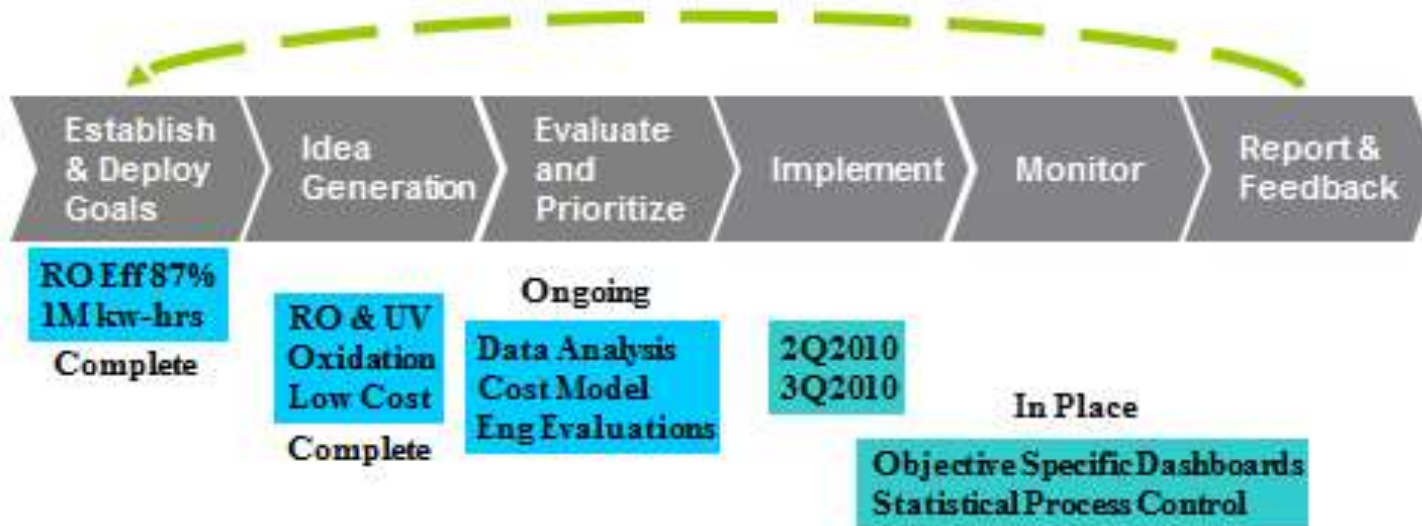 Establish
& Deploy
Goals
Idea
Generation
Evaluate
and
Prioritize
Implement
Monitor
Report &
Feedback
RO Eff 87%
1M kw-hrs
Complete
RO & UV
Oxidation
Low Cost
Complete
Ongoing
Data Analysis
Cost Model
Eng Evaluations
2Q2010
3Q2010
In Place
Objective Specific Dashboards
Statistical Process Control